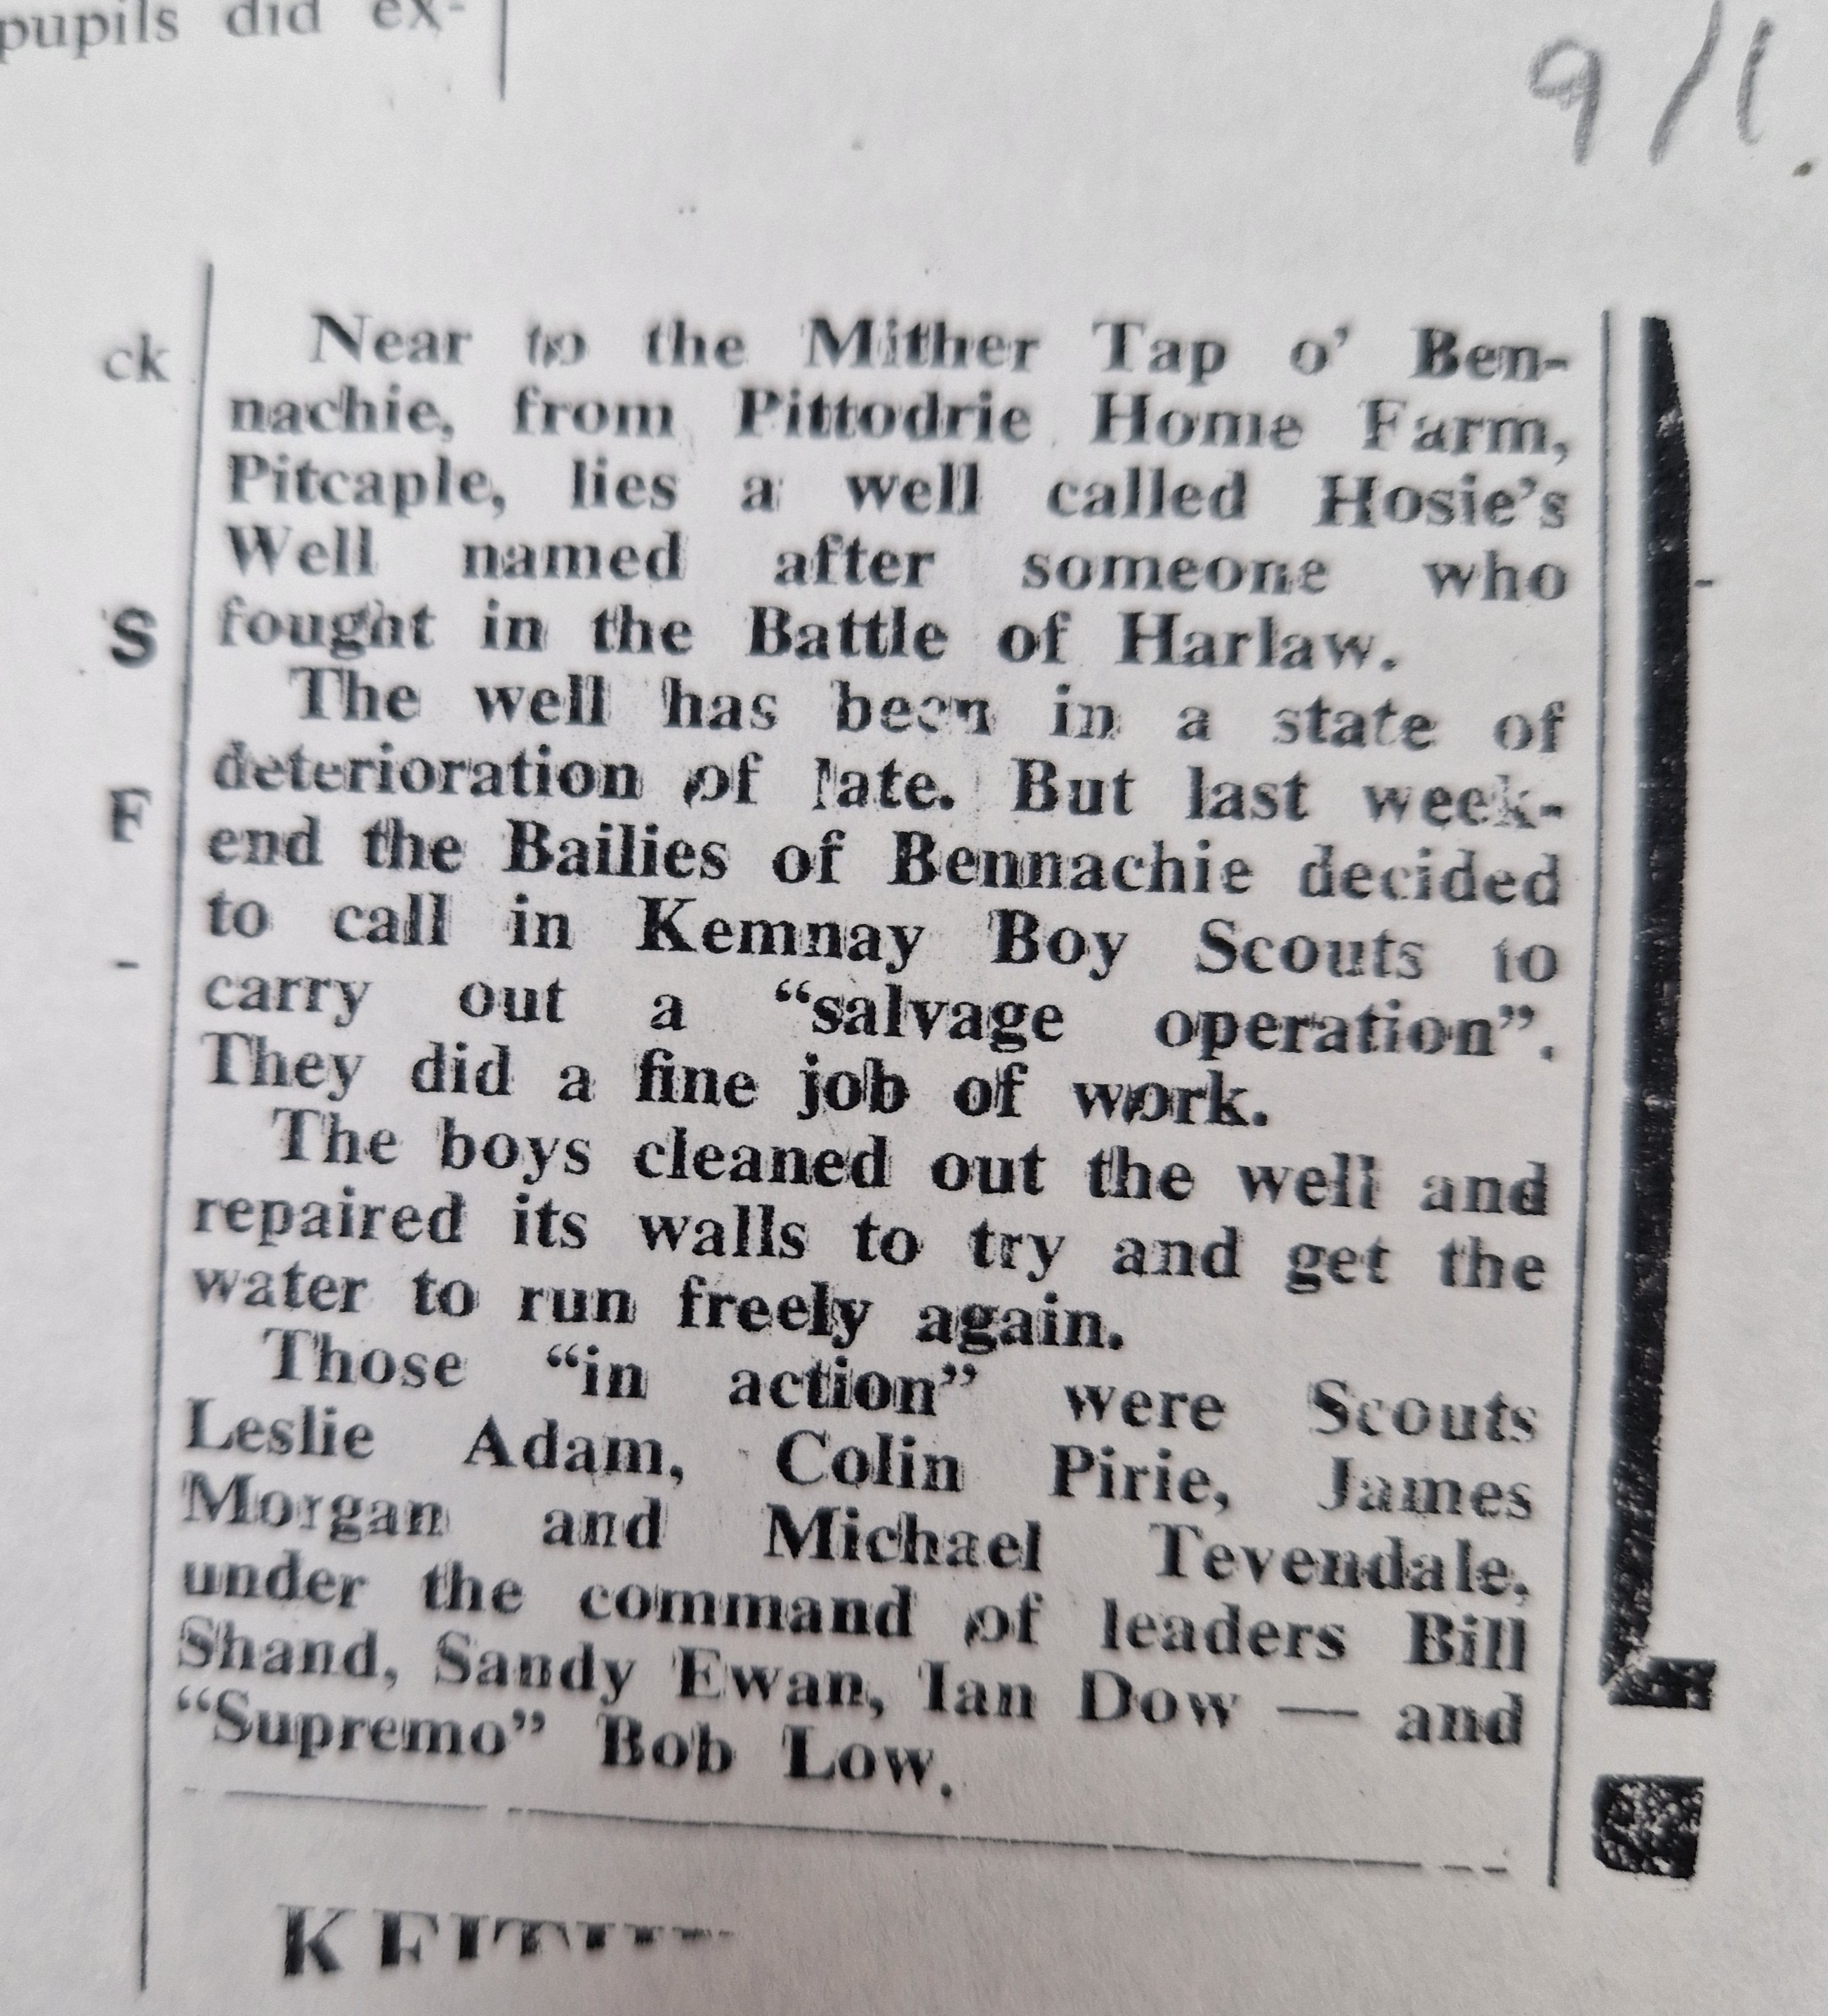 pupils did ex-
9/1.
ck
S
F
-
Near to the Mither Tap o' Ben-
nachie, from Pittodrie Home Farm,
Pitcaple, lies a well called Hosie's
Well named after someone who
fought in the Battle of Harlaw.
The well has been in a state of
deterioration of late. But last week-
end the Bailies of Bennachie decided
to call in Kemnay Boy Scouts to
carry out a “salvage operation”.
They did a fine job of work.
The boys cleaned out the well and
repaired its walls to try and get the
water to run freely again.
Those “in action” were Scouts
Leslie Adam, Colin Pirie, James
Morgan and Michael Tevendale,
under the command of leaders Bill
Shand, Sandy Ewan, Ian Dow — and
“Supremo” Bob Low.